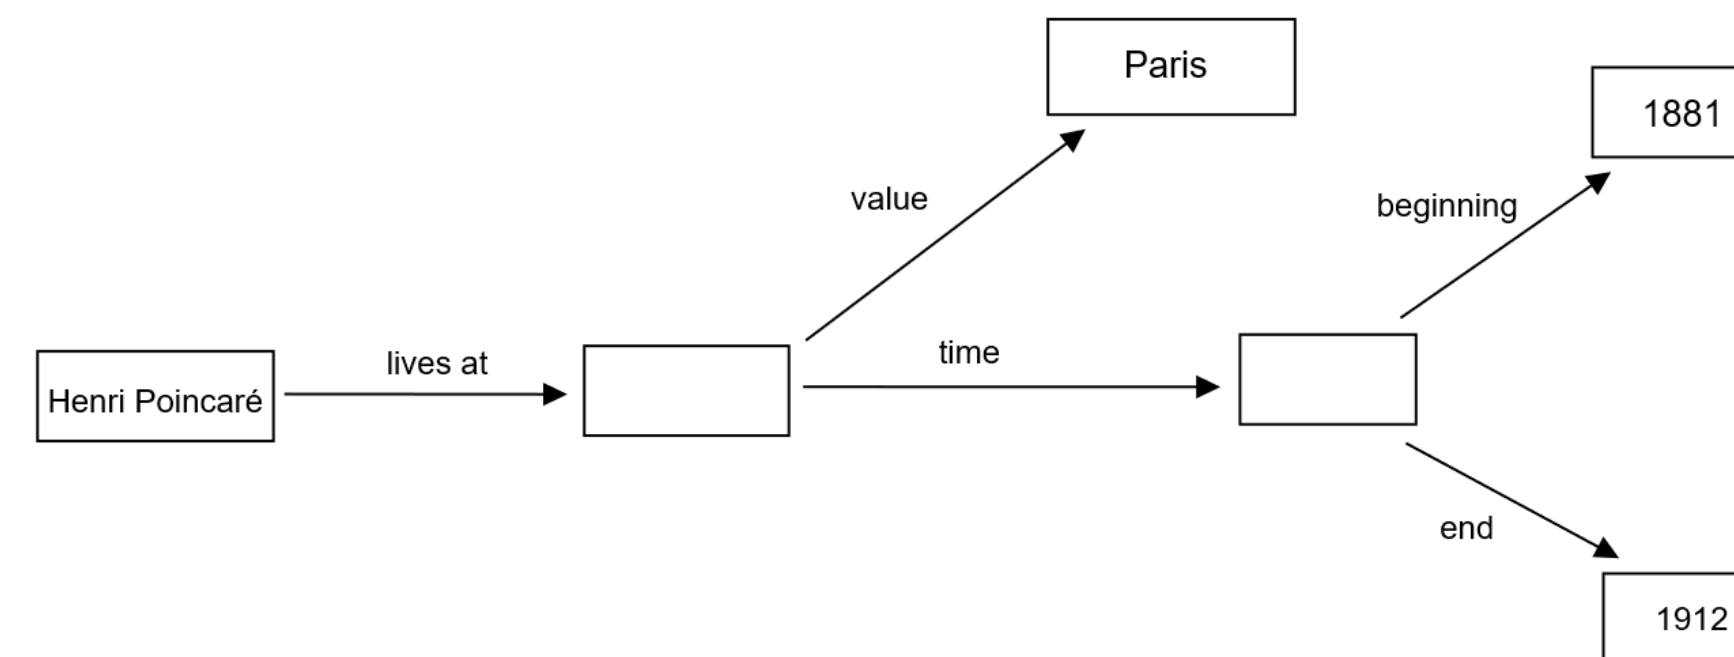 Paris
1881
value
beginning
time
lives at
Henri Poincaré
end
1912